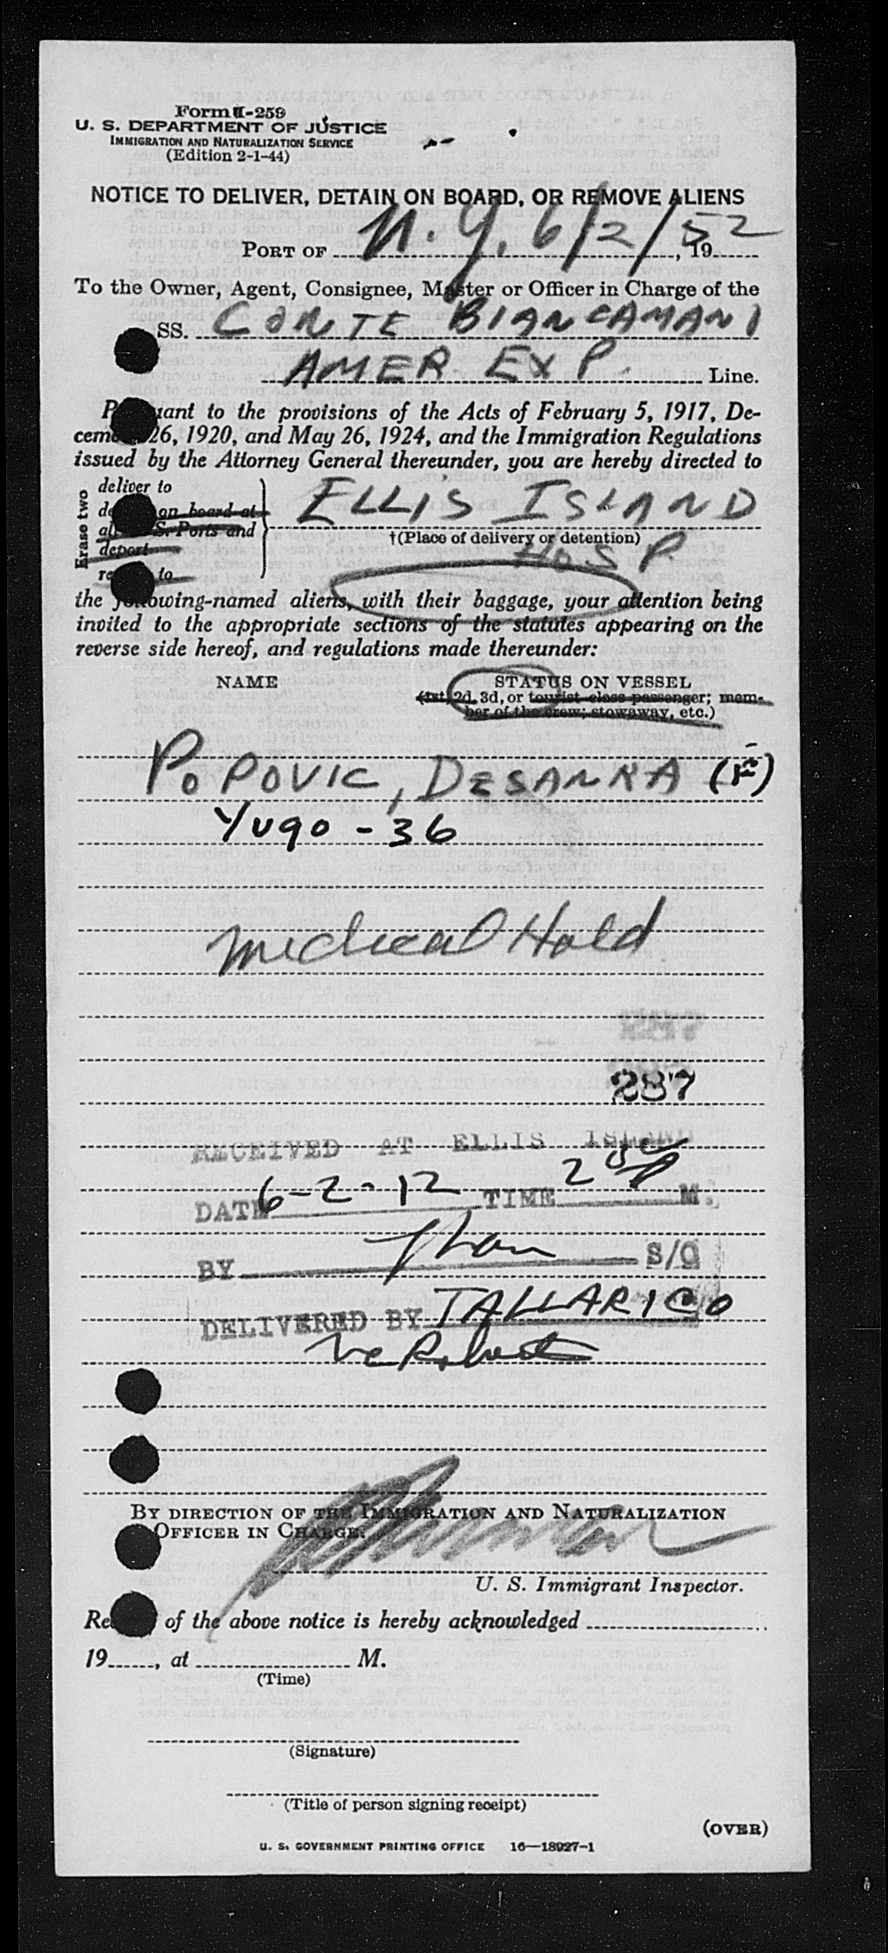 Form I-259
U. S. DEPARTMENT OF JUSTICE
IMMIGRATION AND NATURALIZATION SERVICE
(Edition 2-1-44)
NOTICE TO DELIVER, DETAIN ON BOARD, OR REMOVE ALIENS
PORT OF N.Y. 6/2/52, 19
To the Owner, Agent, Consignee, Master or Officer in Charge of the
SS. CONTE BIANCAMANI
AMER EXP. Line.
Pursuant to the provisions of the Acts of February 5, 1917, De-
cember 26, 1920, and May 26, 1924, and the Immigration Regulations
issued by the Attorney General thereunder, you are hereby directed to
Erase two
deliver to
on board at
S. Ports and
deport
to
ELLIS ISLAND
†(Place of delivery or detention)
HOSP
the following-named aliens, with their baggage, your attention being
invited to the appropriate sections of the statutes appearing on the
reverse side hereof, and regulations made thereunder:
NAME STATUS ON VESSEL
(1st, 2d, 3d, or tourist class passenger; mem-
ber of the crew; stowaway, etc.)
POPOVIC, DESANKA (F)
Yugo - 36
Medical Hold
287
287
RECEIVED AT ELLIS ISLAND
DATE 6-2-12 TIME 2 P M.
BY S/O
DELIVERED BY TALLARICO
BY DIRECTION OF THE IMMIGRATION AND NATURALIZATION
OFFICER IN CHARGE:
U. S. Immigrant Inspector.
Receipt of the above notice is hereby acknowledged
19, at M.
(Time)
(Signature)
(Title of person signing receipt)
(OVER)
U. S. GOVERNMENT PRINTING OFFICE 16—18927-1